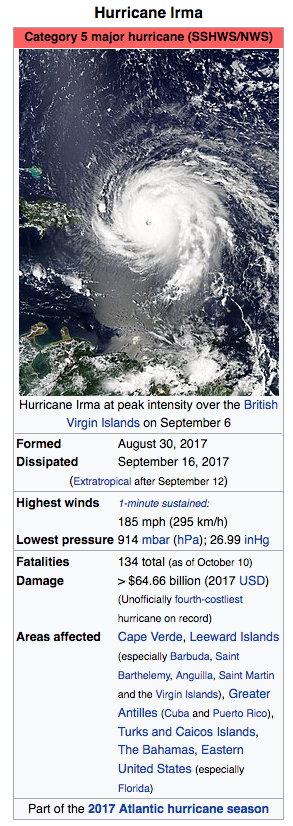 Hurricane Irma
Category 5 major hurricane (SSHWS/NWS)
Hurricane Irma at peak intensity over the British
Virgin Islands on September 6
Formed August 30, 2017
Dissipated September 16, 2017
(Extratropical after September 12)
Highest winds 1-minute sustained:
185 mph (295 km/h)
Lowest pressure 914 mbar (hPa); 26.99 inHg
Fatalities 134 total (as of October 10)
Damage > $64.66 billion (2017 USD)
(Unofficially fourth-costliest
hurricane on record)
Areas affected Cape Verde, Leeward Islands
(especially Barbuda, Saint
Barthelemy, Anguilla, Saint Martin
and the Virgin Islands), Greater
Antilles (Cuba and Puerto Rico),
Turks and Caicos Islands,
The Bahamas, Eastern
United States (especially
Florida)
Part of the 2017 Atlantic hurricane season